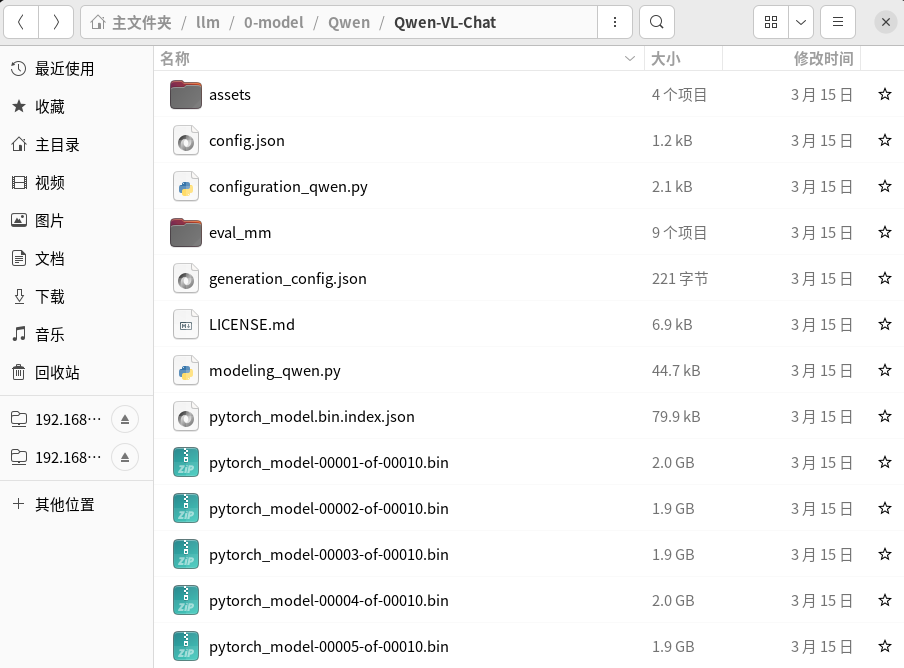 主文件夹 / llm / 0-model / Qwen / Qwen-VL-Chat
名称 大小 修改时间
最近使用
收藏
主目录
视频
图片
文档
下载
音乐
回收站
192.168···
192.168···
其他位置
assets 4 个项目 3 月 15 日
config.json 1.2 kB 3 月 15 日
configuration_qwen.py 2.1 kB 3 月 15 日
eval_mm 9 个项目 3 月 15 日
generation_config.json 221 字节 3 月 15 日
LICENSE.md 6.9 kB 3 月 15 日
modeling_qwen.py 44.7 kB 3 月 15 日
pytorch_model.bin.index.json 79.9 kB 3 月 15 日
pytorch_model-00001-of-00010.bin 2.0 GB 3 月 15 日
pytorch_model-00002-of-00010.bin 1.9 GB 3 月 15 日
pytorch_model-00003-of-00010.bin 1.9 GB 3 月 15 日
pytorch_model-00004-of-00010.bin 2.0 GB 3 月 15 日
pytorch_model-00005-of-00010.bin 1.9 GB 3 月 15 日